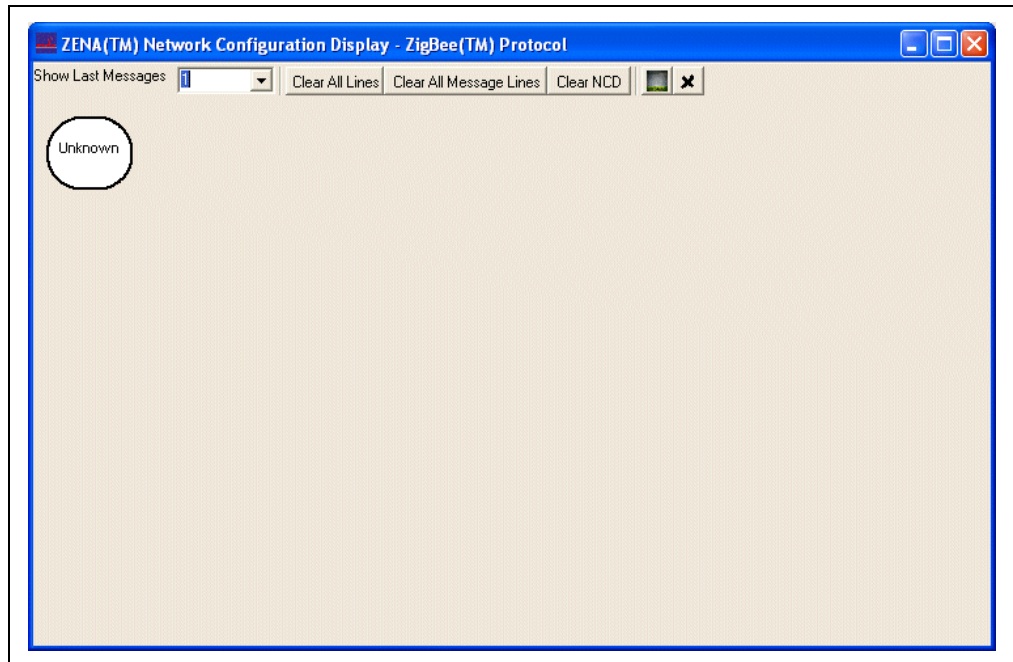 ZENA(TM) Network Configuration Display - ZigBee(TM) Protocol
Show Last Messages 1 Clear All Lines Clear All Message Lines Clear NCD
Unknown